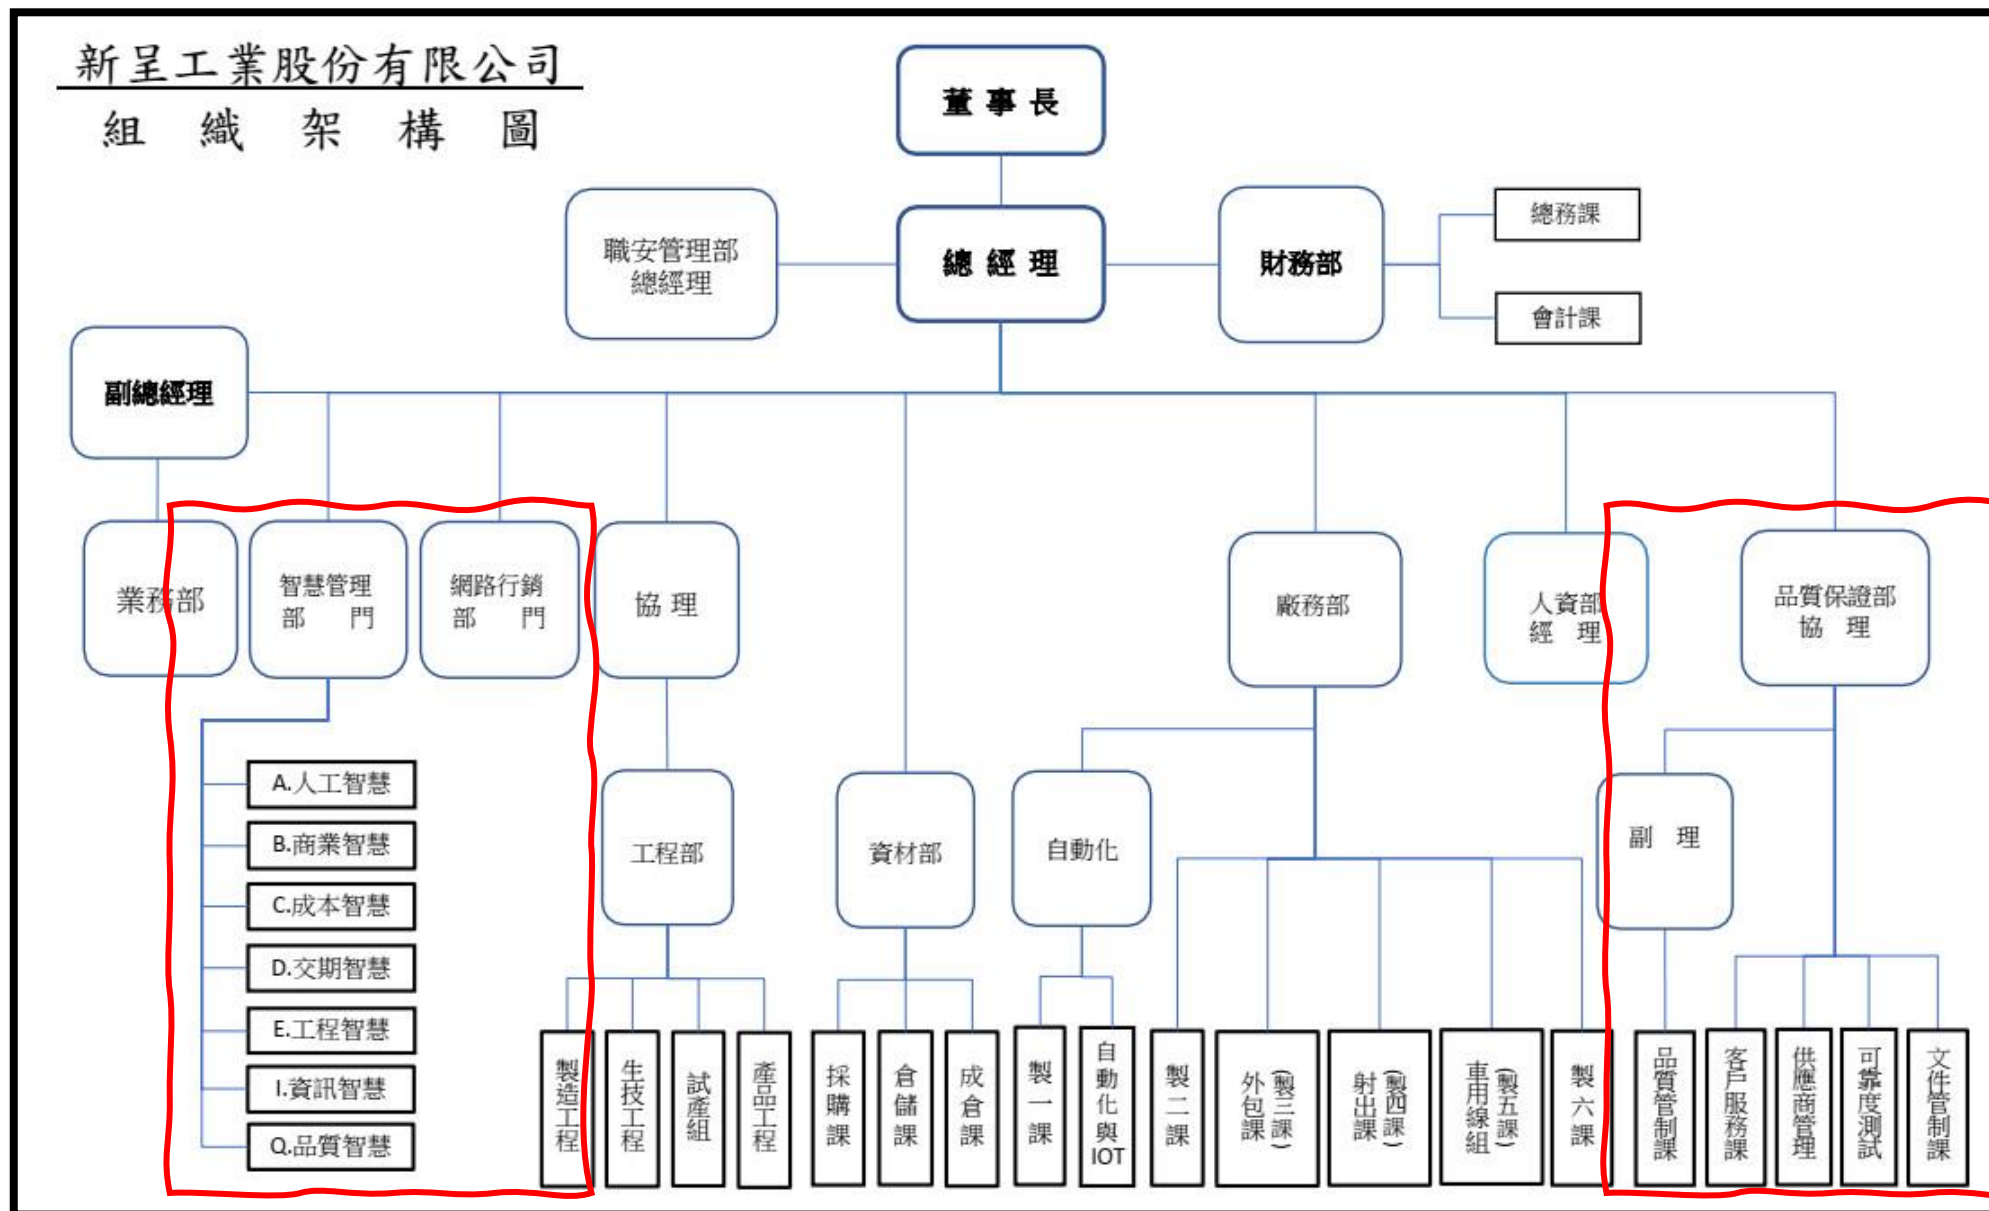 新呈工業股份有限公司
組織架構圖
董事長
職安管理部
總經理
總經理
財務部
總務課
會計課
副總經理
業務部
智慧管理
部門
網路行銷
部門
協理
廠務部
人資部
經理
品質保證部
協理
A.人工智慧
B.商業智慧
C.成本智慧
D.交期智慧
E.工程智慧
I.資訊智慧
Q.品質智慧
工程部
資材部
自動化
副理
製造工程
生技工程
試產組
產品工程
採購課
倉儲課
成倉課
製一課
自動化與IOT
製二課
(製三課)
外包課
(製四課)
射出課
(製五課)
車用線組
製六課
品質管制課
客戶服務課
供應商管理
可靠度測試
文件管制課